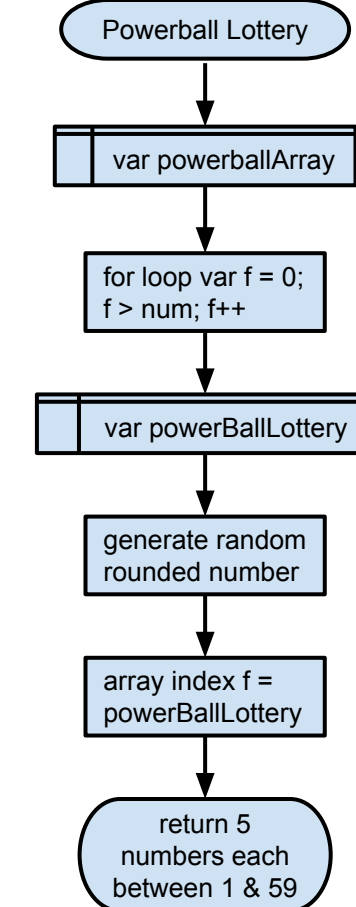 Powerball Lottery
var powerballArray
for loop var f = 0;
f > num; f++
var powerBallLottery
generate random
rounded number
array index f =
powerBallLottery
return 5
numbers each
between 1 & 59